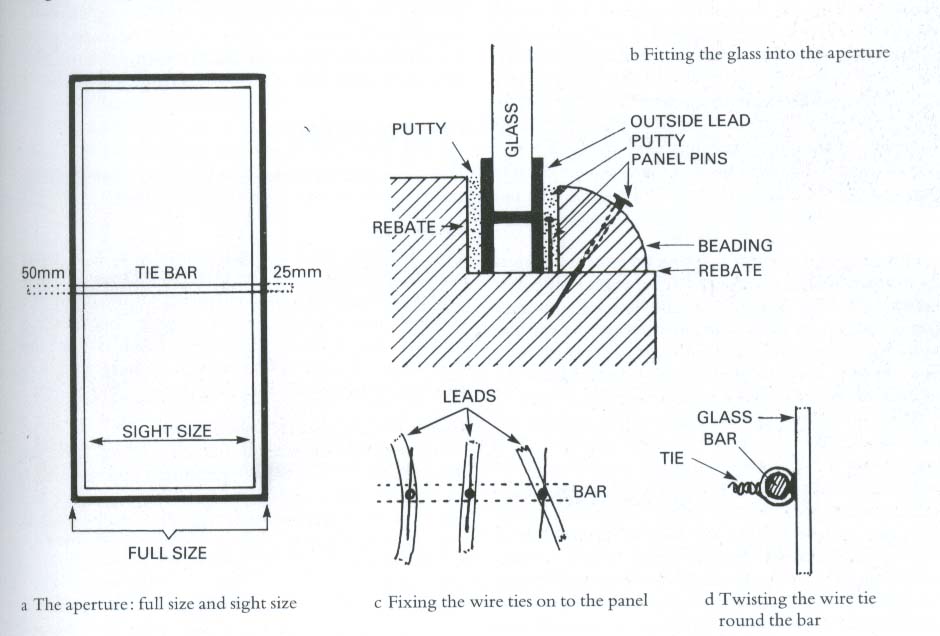 b Fitting the glass into the aperture
PUTTY
GLASS
OUTSIDE LEAD
PUTTY
PANEL PINS
REBATE
BEADING
REBATE
50mm
TIE BAR
25mm
SIGHT SIZE
FULL SIZE
a The aperture: full size and sight size
LEADS
BAR
c Fixing the wire ties on to the panel
GLASS
BAR
TIE
d Twisting the wire tie
round the bar